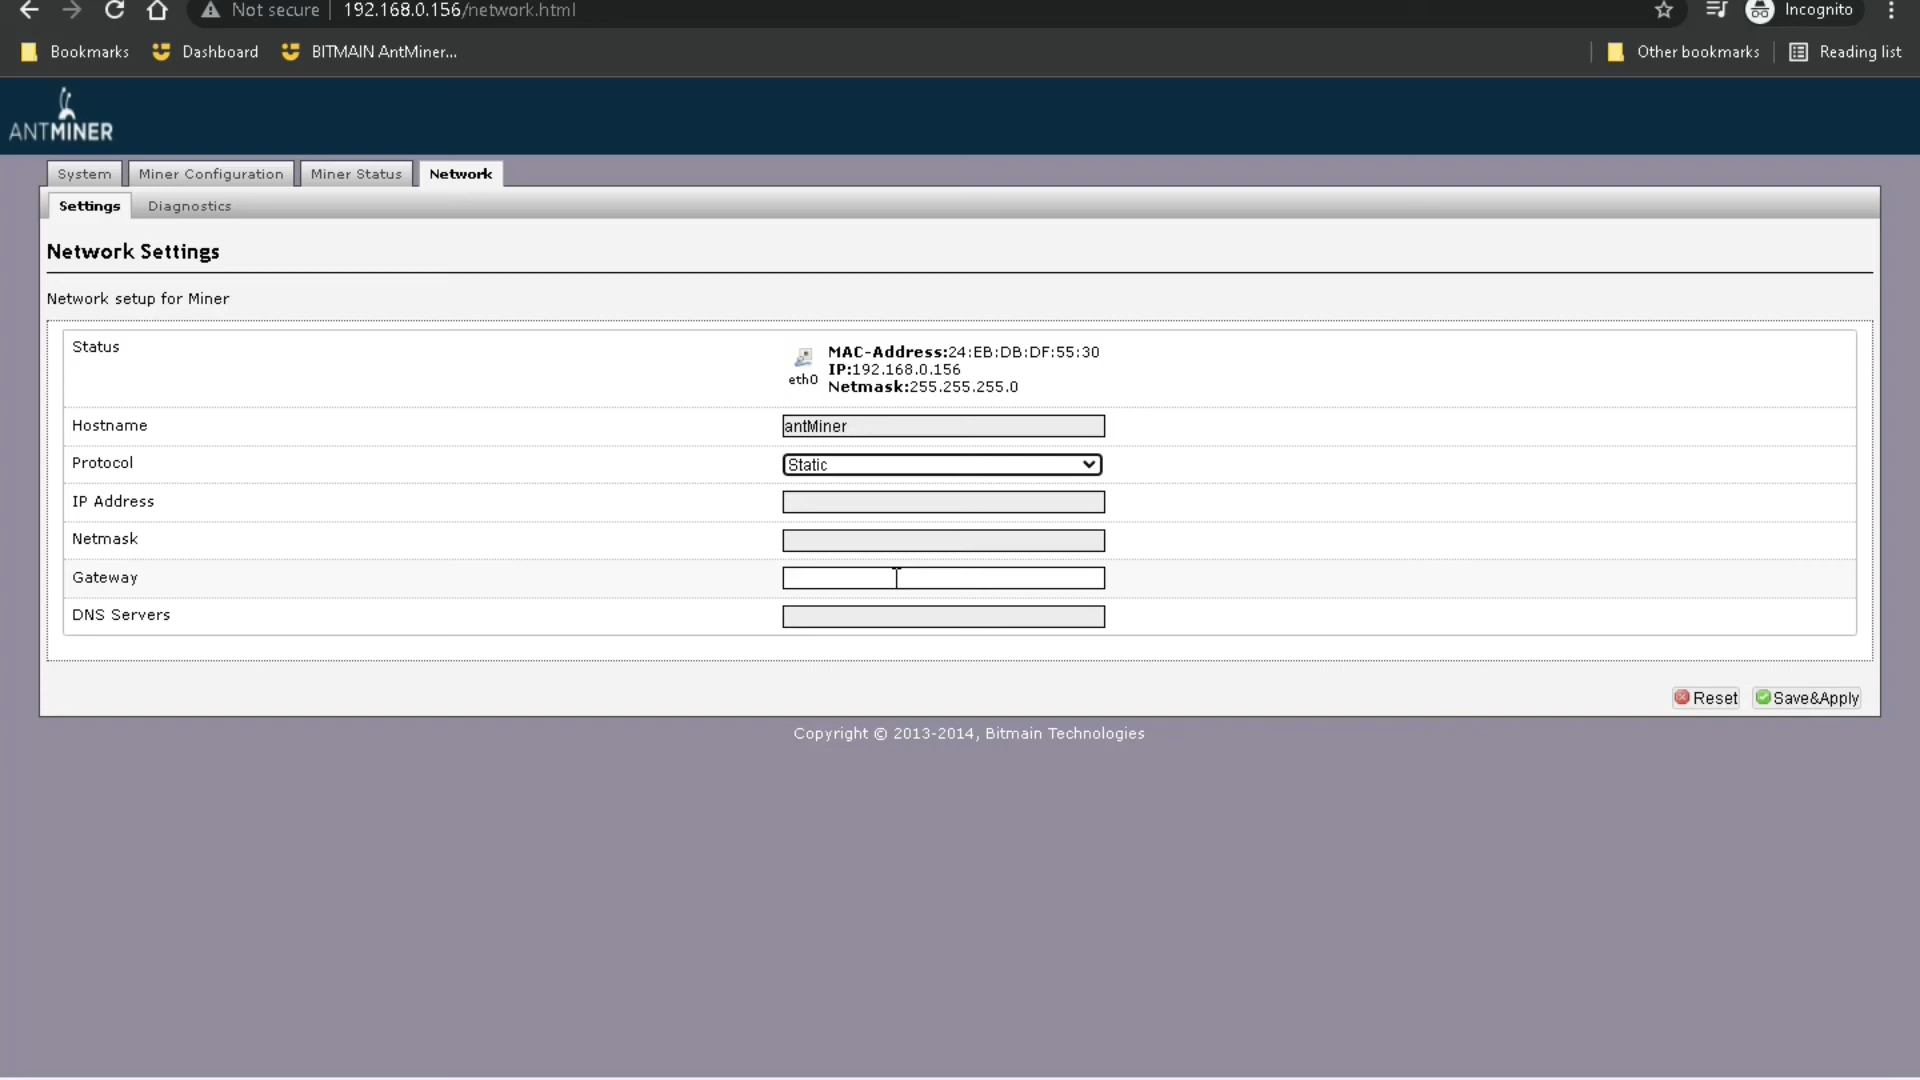 Not secure | 192.168.0.156/network.html Incognito
Bookmarks Dashboard BITMAIN AntMiner... Other bookmarks Reading list
ANTMINER
System Miner Configuration Miner Status Network
Settings Diagnostics
Network Settings
Network setup for Miner
Status
eth0
MAC-Address:24:EB:DB:DF:55:30
IP:192.168.0.156
Netmask:255.255.255.0
Hostname antMiner
Protocol Static
IP Address
Netmask
Gateway
DNS Servers
Reset Save&Apply
Copyright © 2013-2014, Bitmain Technologies